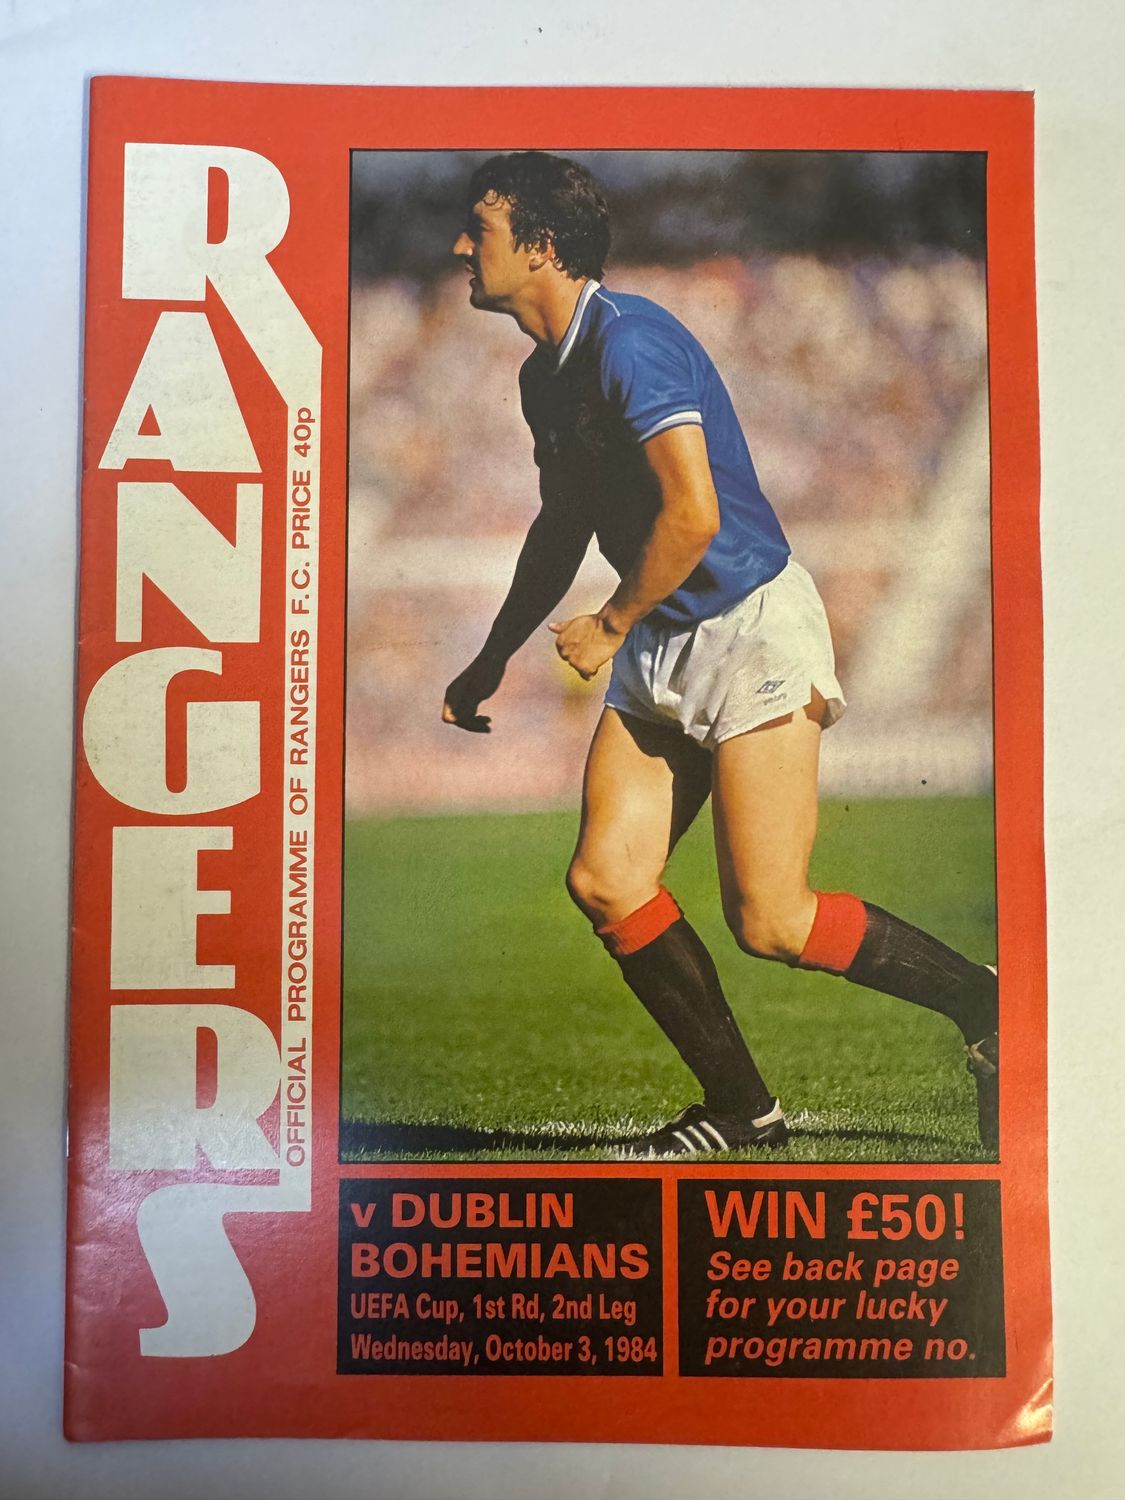 RANGERS
OFFICIAL PROGRAMME OF RANGERS F.C. PRICE 40p
v DUBLIN
BOHEMIANS
UEFA Cup, 1st Rd, 2nd Leg
Wednesday, October 3, 1984
WIN £50!
See back page
for your lucky
programme no.